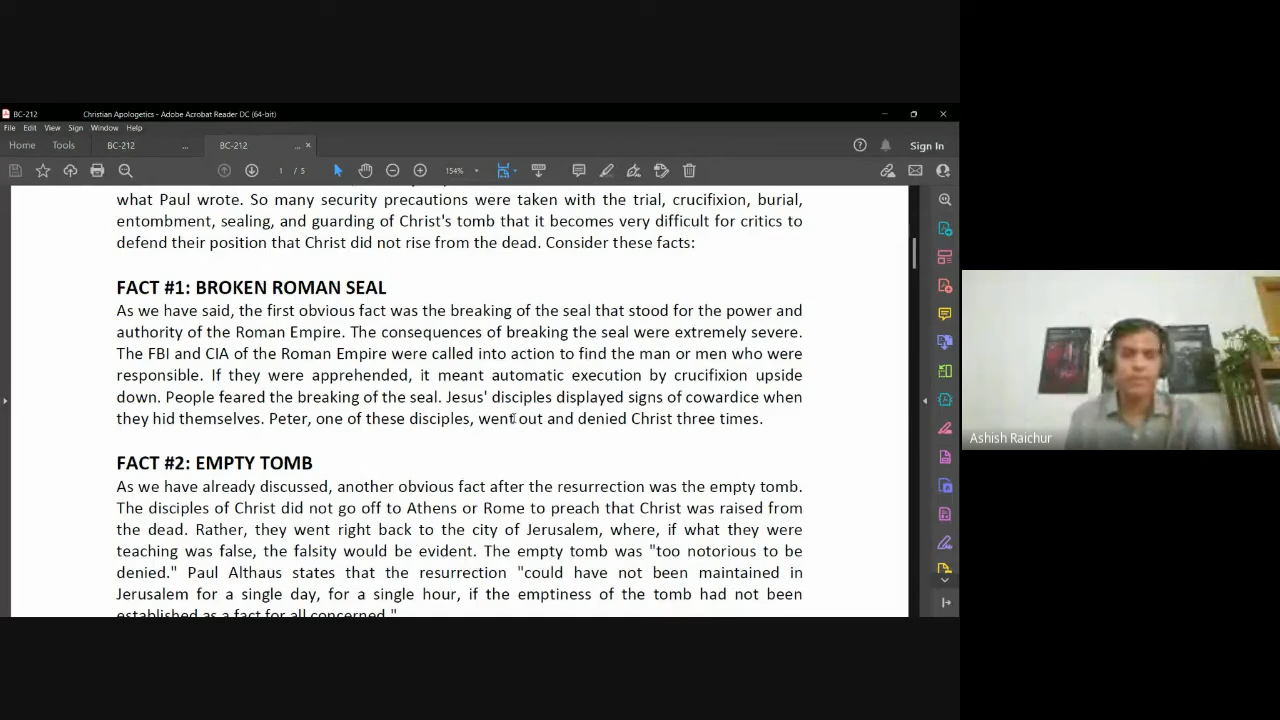 BC-212 Christian Apologetics - Adobe Acrobat Reader DC (64-bit)
File Edit View Sign Window Help
Home Tools BC-212 ... BC-212 ... × Sign In
1 / 5 154%
what Paul wrote. So many security precautions were taken with the trial, crucifixion, burial,
entombment, sealing, and guarding of Christ's tomb that it becomes very difficult for critics to
defend their position that Christ did not rise from the dead. Consider these facts:
FACT #1: BROKEN ROMAN SEAL
As we have said, the first obvious fact was the breaking of the seal that stood for the power and
authority of the Roman Empire. The consequences of breaking the seal were extremely severe.
The FBI and CIA of the Roman Empire were called into action to find the man or men who were
responsible. If they were apprehended, it meant automatic execution by crucifixion upside
down. People feared the breaking of the seal. Jesus' disciples displayed signs of cowardice when
they hid themselves. Peter, one of these disciples, went out and denied Christ three times.
FACT #2: EMPTY TOMB
As we have already discussed, another obvious fact after the resurrection was the empty tomb.
The disciples of Christ did not go off to Athens or Rome to preach that Christ was raised from
the dead. Rather, they went right back to the city of Jerusalem, where, if what they were
teaching was false, the falsity would be evident. The empty tomb was "too notorious to be
denied." Paul Althaus states that the resurrection "could have not been maintained in
Jerusalem for a single day, for a single hour, if the emptiness of the tomb had not been
established as a fact for all concerned."
Ashish Raichur